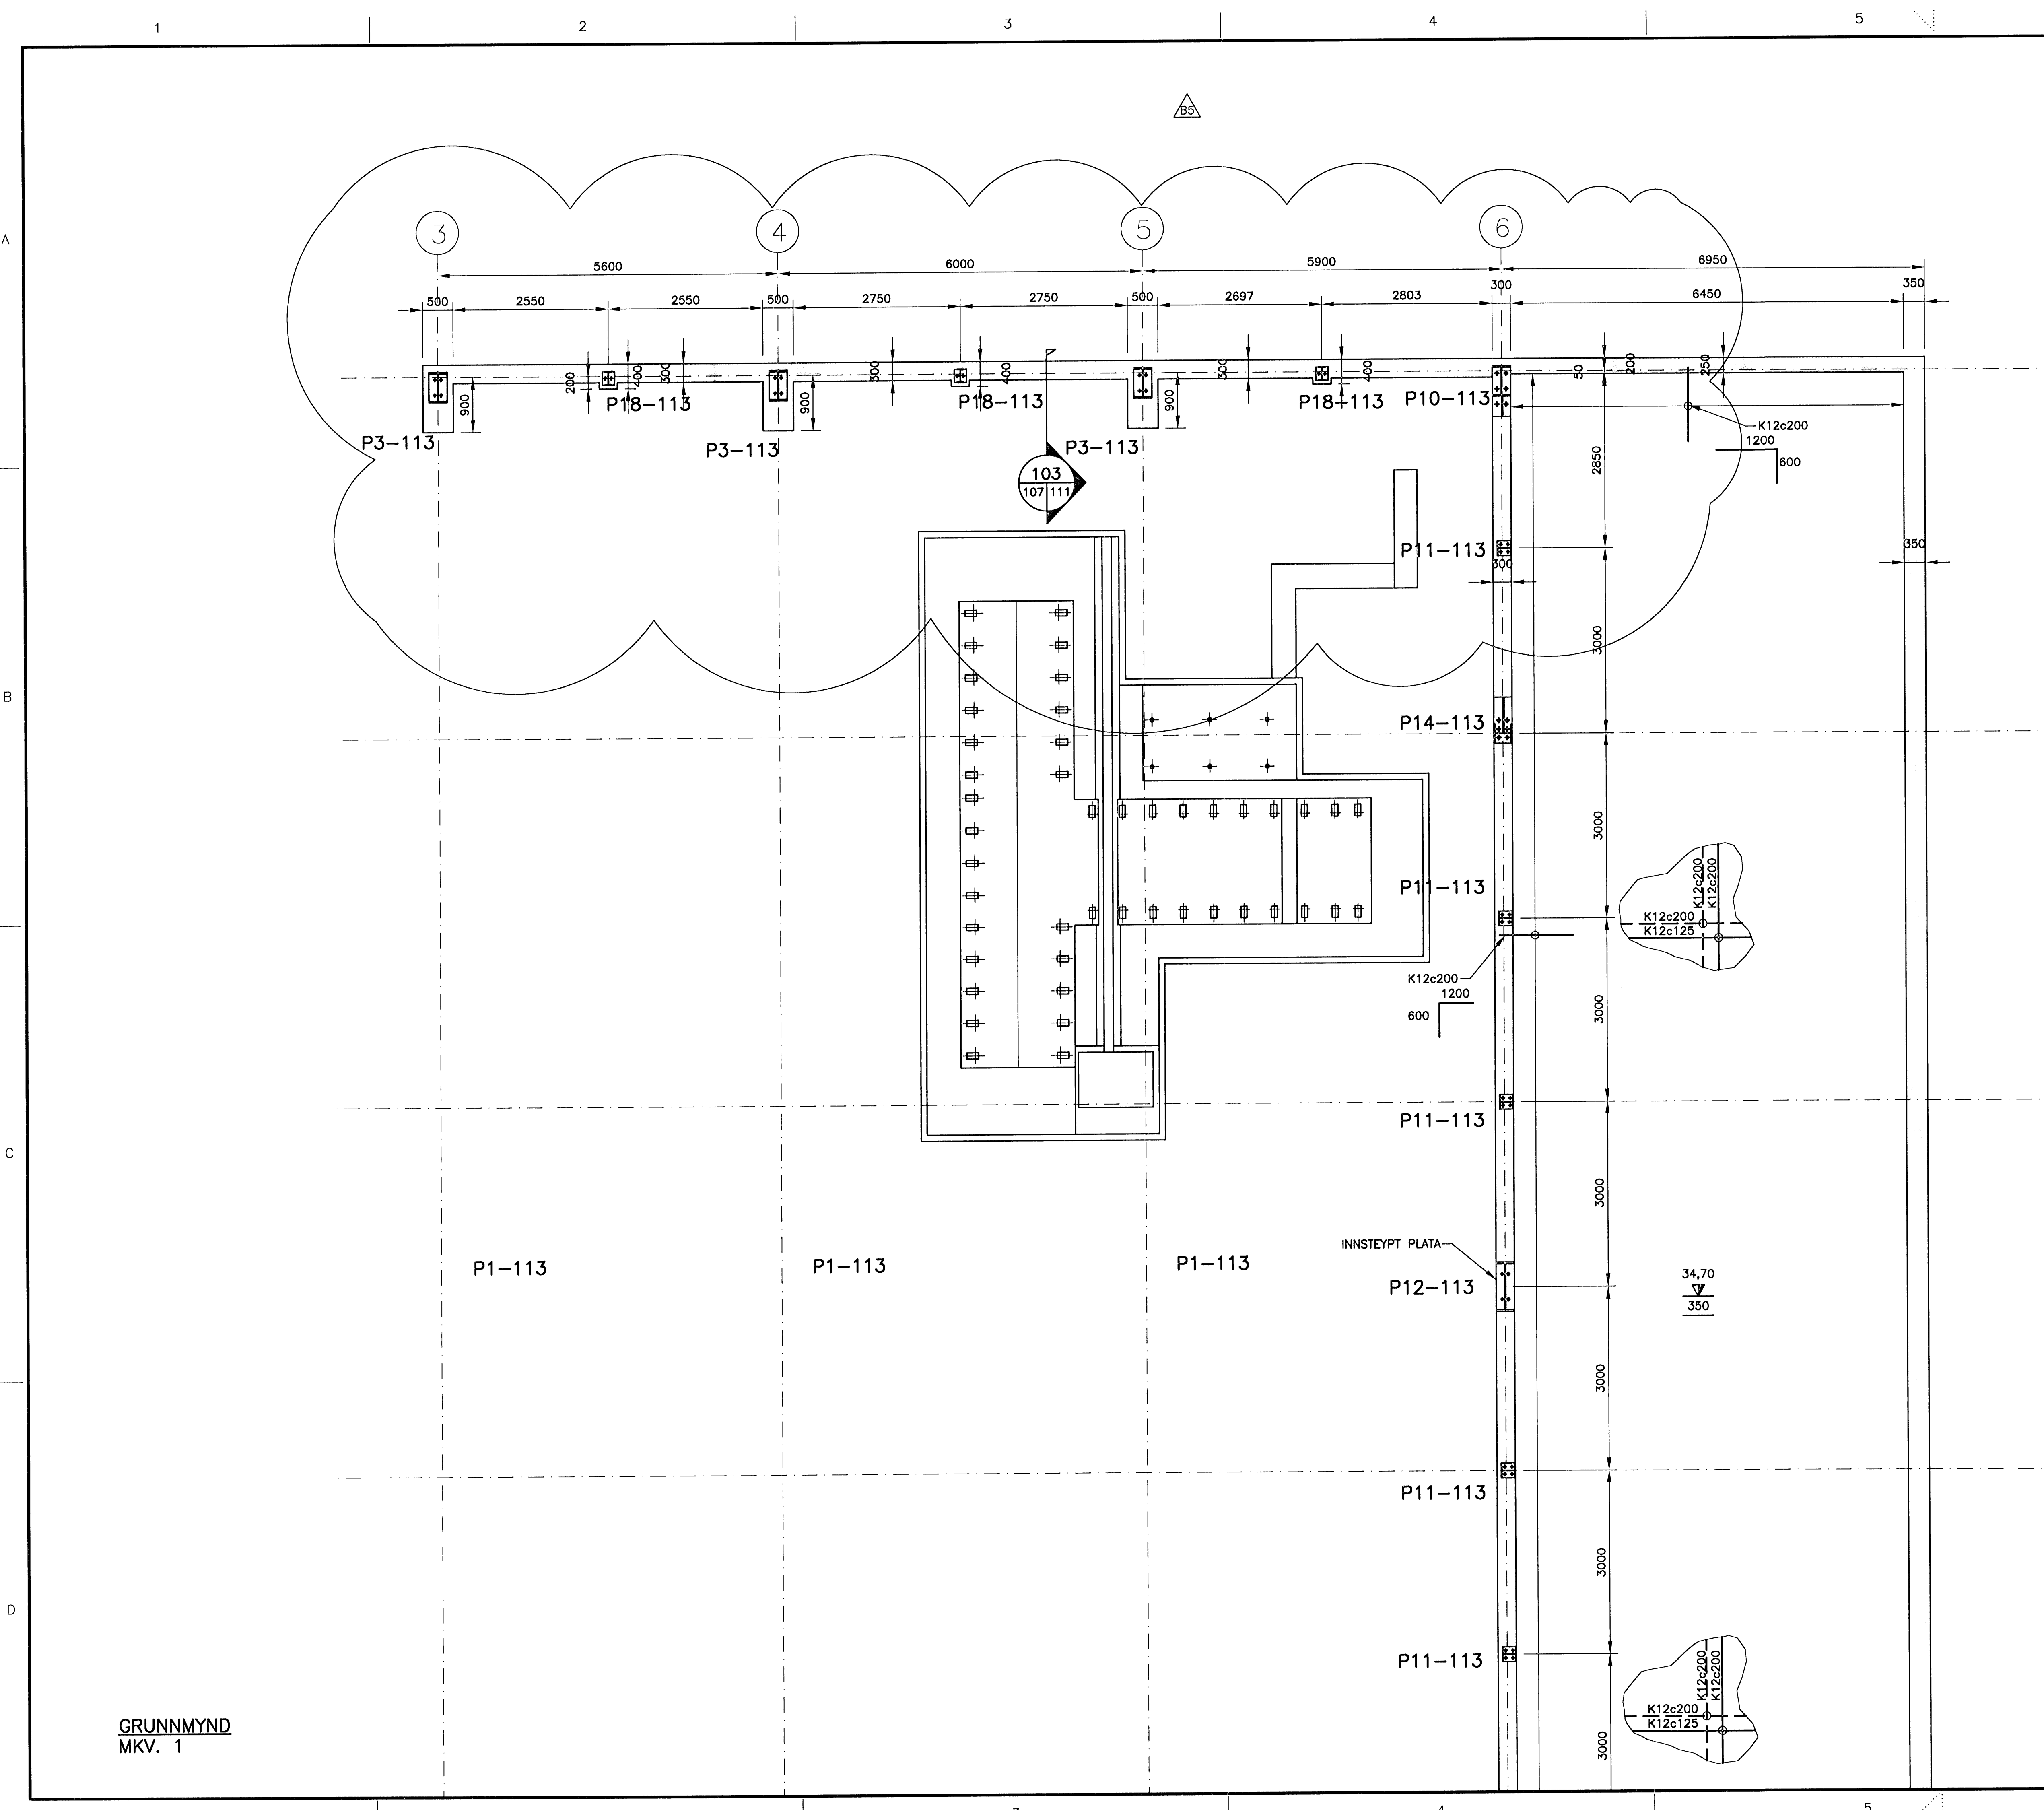 1 2 3 4 5
B5
A
3 4 5 6
5600 6000 5900 6950
500 2550 2550 500 2750 2750 500 2697 2803 300 6450 350
200 400 300 300 400 300 400 50 200 250
900 900 900
P18-113 P18-113 P18-113 P10-113
P3-113 P3-113 P3-113
K12c200
1200
600
2850
103
107 111
P11-113
300
350
3000
B
P14-113
3000
P11-113
K12c200 K12c200
K12c200
K12c125
K12c200
1200
600
3000
P11-113
C
3000
INNSTEYPT PLATA
P1-113 P1-113 P1-113
P12-113
34,70
350
3000
P11-113
3000
D
P11-113
K12c200 K12c200
K12c200
K12c125
3000
GRUNNMYND
MKV. 1
3 4 5